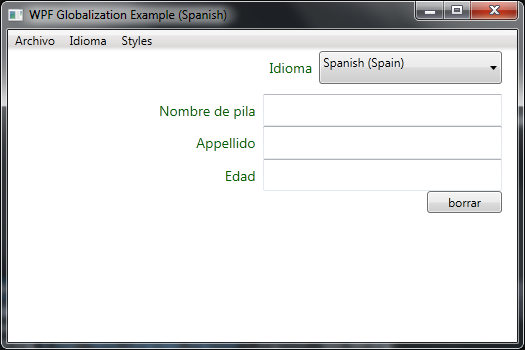 WPF Globalization Example (Spanish)
Archivo Idioma Styles
Idioma Spanish (Spain)
Nombre de pila
Appellido
Edad
borrar